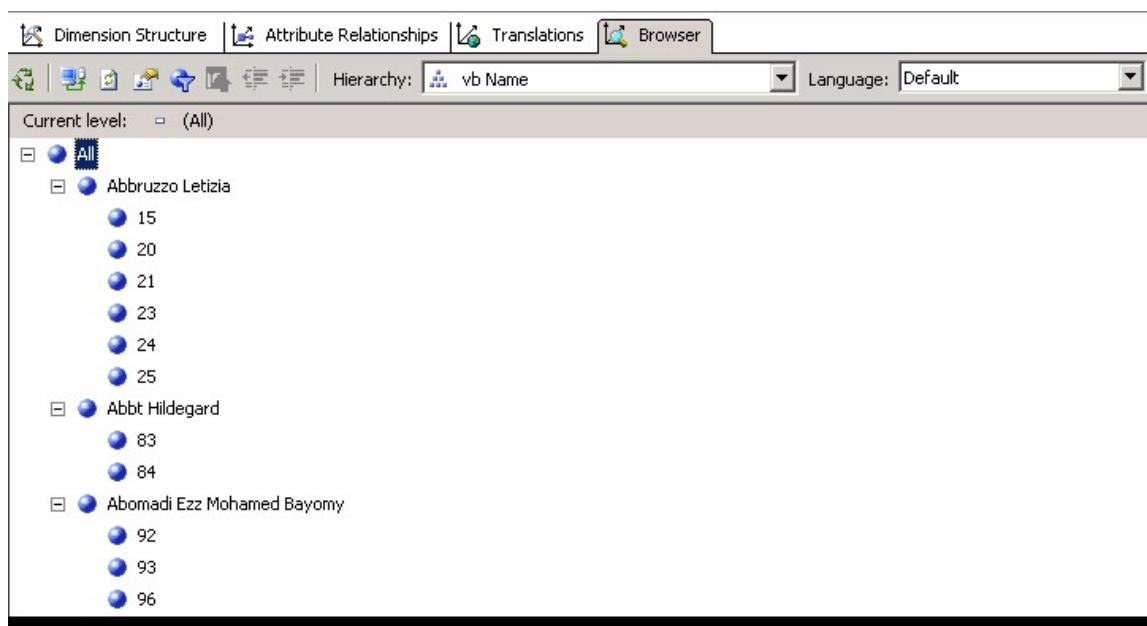 Dimension Structure Attribute Relationships Translations Browser
Hierarchy: vb Name Language: Default
Current level: (All)
All
Abbruzzo Letizia
15
20
21
23
24
25
Abbt Hildegard
83
84
Abomadi Ezz Mohamed Bayomy
92
93
96